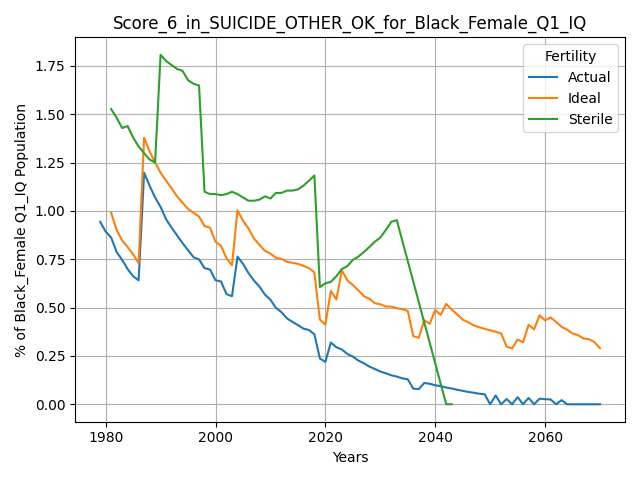 Score_6_in_SUICIDE_OTHER_OK_for_Black_Female_Q1_IQ
% of Black_Female Q1_IQ Population
1.75
1.50
1.25
1.00
0.75
0.50
0.25
0.00
Fertility
Actual
Ideal
Sterile
1980
2000
2020
2040
2060
Years